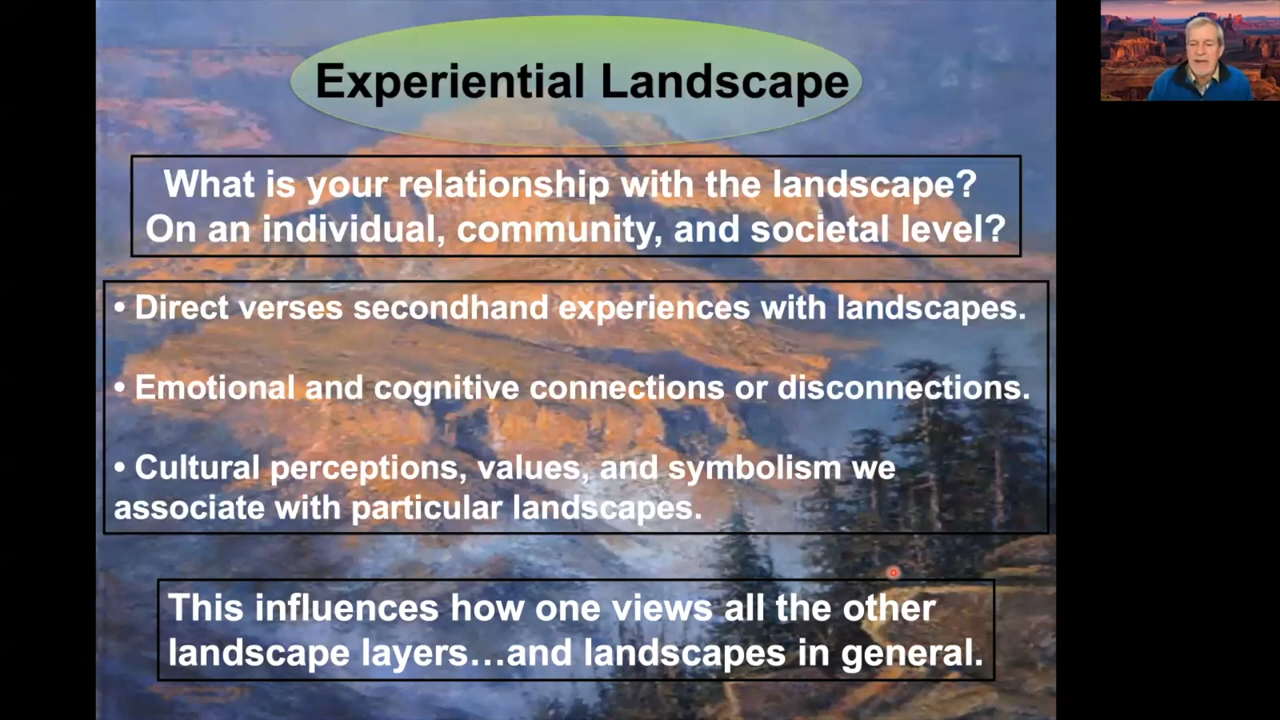 Experiential Landscape
What is your relationship with the landscape?
On an individual, community, and societal level?
• Direct verses secondhand experiences with landscapes.
• Emotional and cognitive connections or disconnections.
• Cultural perceptions, values, and symbolism we
associate with particular landscapes.
This influences how one views all the other
landscape layers…and landscapes in general.